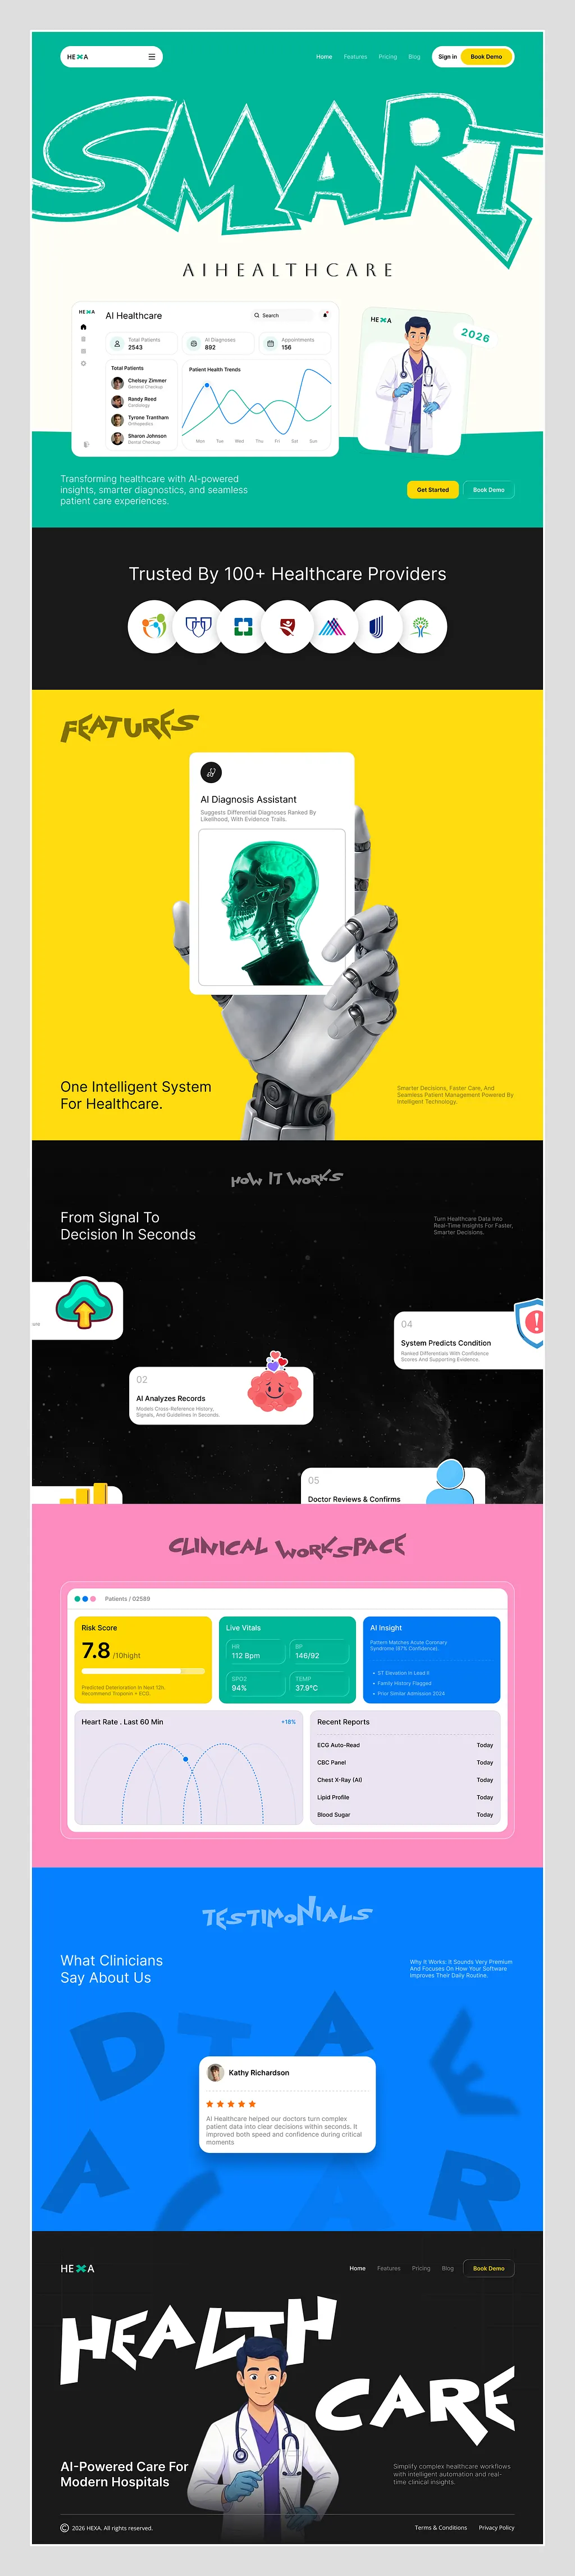 HEXA
Home Features Pricing Blog Sign in Book Demo
SMART
AIHEALTHCARE
HEXA
AI Healthcare
Search
Total Patients
2543
AI Diagnoses
892
Appointments
156
Total Patients
Chelsey Zimmer
General Checkup
Randy Reed
Cardiology
Tyrone Trantham
Orthopedics
Sharon Johnson
Dental Checkup
Patient Health Trends
Mon Tue Wed Thu Fri Sat Sun
HEXA
2026
Transforming healthcare with AI-powered
insights, smarter diagnostics, and seamless
patient care experiences.
Get Started
Book Demo
Trusted By 100+ Healthcare Providers
FEATURES
AI Diagnosis Assistant
Suggests Differential Diagnoses Ranked By
Likelihood, With Evidence Trails.
One Intelligent System
For Healthcare.
Smarter Decisions, Faster Care, And
Seamless Patient Management Powered By
Intelligent Technology.
HOW IT WORKS
From Signal To
Decision In Seconds
Turn Healthcare Data Into
Real-Time Insights For Faster,
Smarter Decisions.
04
System Predicts Condition
Ranked Differentials With Confidence
Scores And Supporting Evidence.
02
AI Analyzes Records
Models Cross-Reference History,
Signals, And Guidelines In Seconds.
05
Doctor Reviews & Confirms
CLINICAL WORKSPACE
Patients / 02589
Risk Score
7.8 /10hight
Predicted Deterioration in Next 12h.
Recommend Troponin + ECG.
Live Vitals
HR
112 Bpm
BP
146/92
SPO2
94%
TEMP
37.9°C
AI Insight
Pattern Matches Acute Coronary
Syndrome (87% Confidence).
• ST Elevation In Lead II
• Family History Flagged
• Prior Similar Admission 2024
Heart Rate . Last 60 Min
+18%
Recent Reports
ECG Auto-Read Today
CBC Panel Today
Chest X-Ray (AI) Today
Lipid Profile Today
Blood Sugar Today
TESTIMONIALS
What Clinicians
Say About Us
Why It Works: It Sounds Very Premium
And Focuses On How Your Software
Improves Their Daily Routine.
D T A E
A C A R
Kathy Richardson
AI Healthcare helped our doctors turn complex
patient data into clear decisions within seconds. It
improved both speed and confidence during critical
moments
HEXA
Home Features Pricing Blog Book Demo
HEALTH
CARE
AI-Powered Care For
Modern Hospitals
Simplify complex healthcare workflows
with intelligent automation and real-
time clinical insights.
© 2026 HEXA. All rights reserved.
Terms & Conditions Privacy Policy